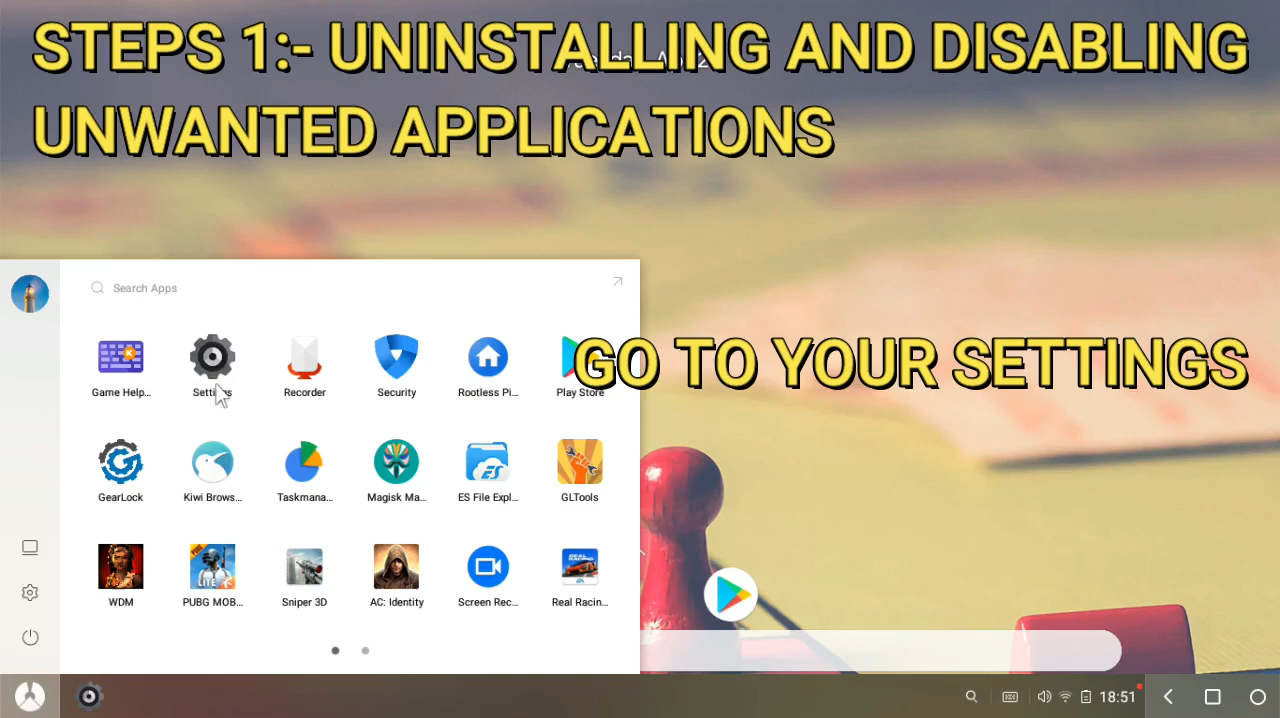 STEPS 1:- UNINSTALLING AND DISABLING
UNWANTED APPLICATIONS
Search Apps
GO TO YOUR SETTINGS
Game Help... Settings Recorder Security Rootless Pi... Play Store
GearLock Kiwi Brows... Taskmana... Magisk Ma... ES File Expl... GLTools
WDM PUBG MOB... Sniper 3D AC: Identity Screen Rec... Real Racin...
18:51